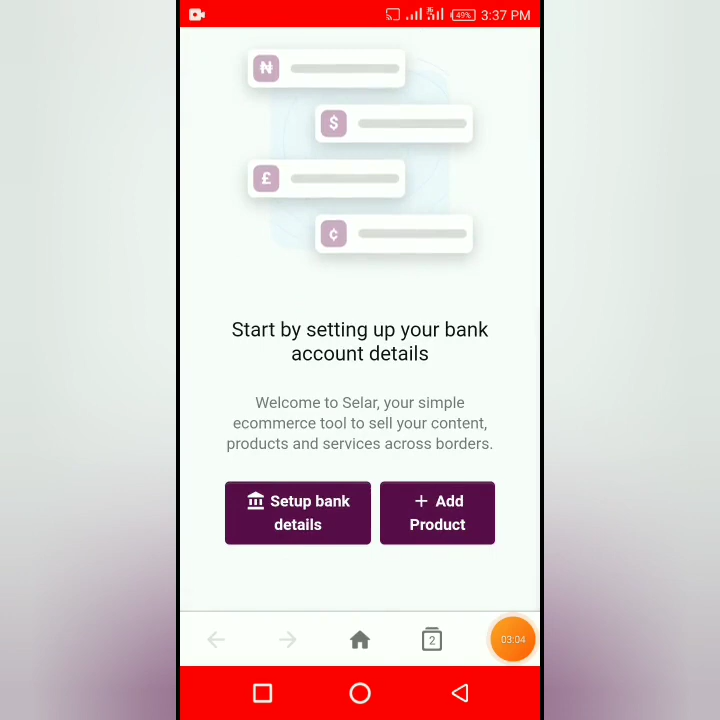 49% 3:37 PM
₦
$
£
¢
Start by setting up your bank
account details
Welcome to Selar, your simple
ecommerce tool to sell your content,
products and services across borders.
Setup bank
details
+ Add
Product
2
03:04